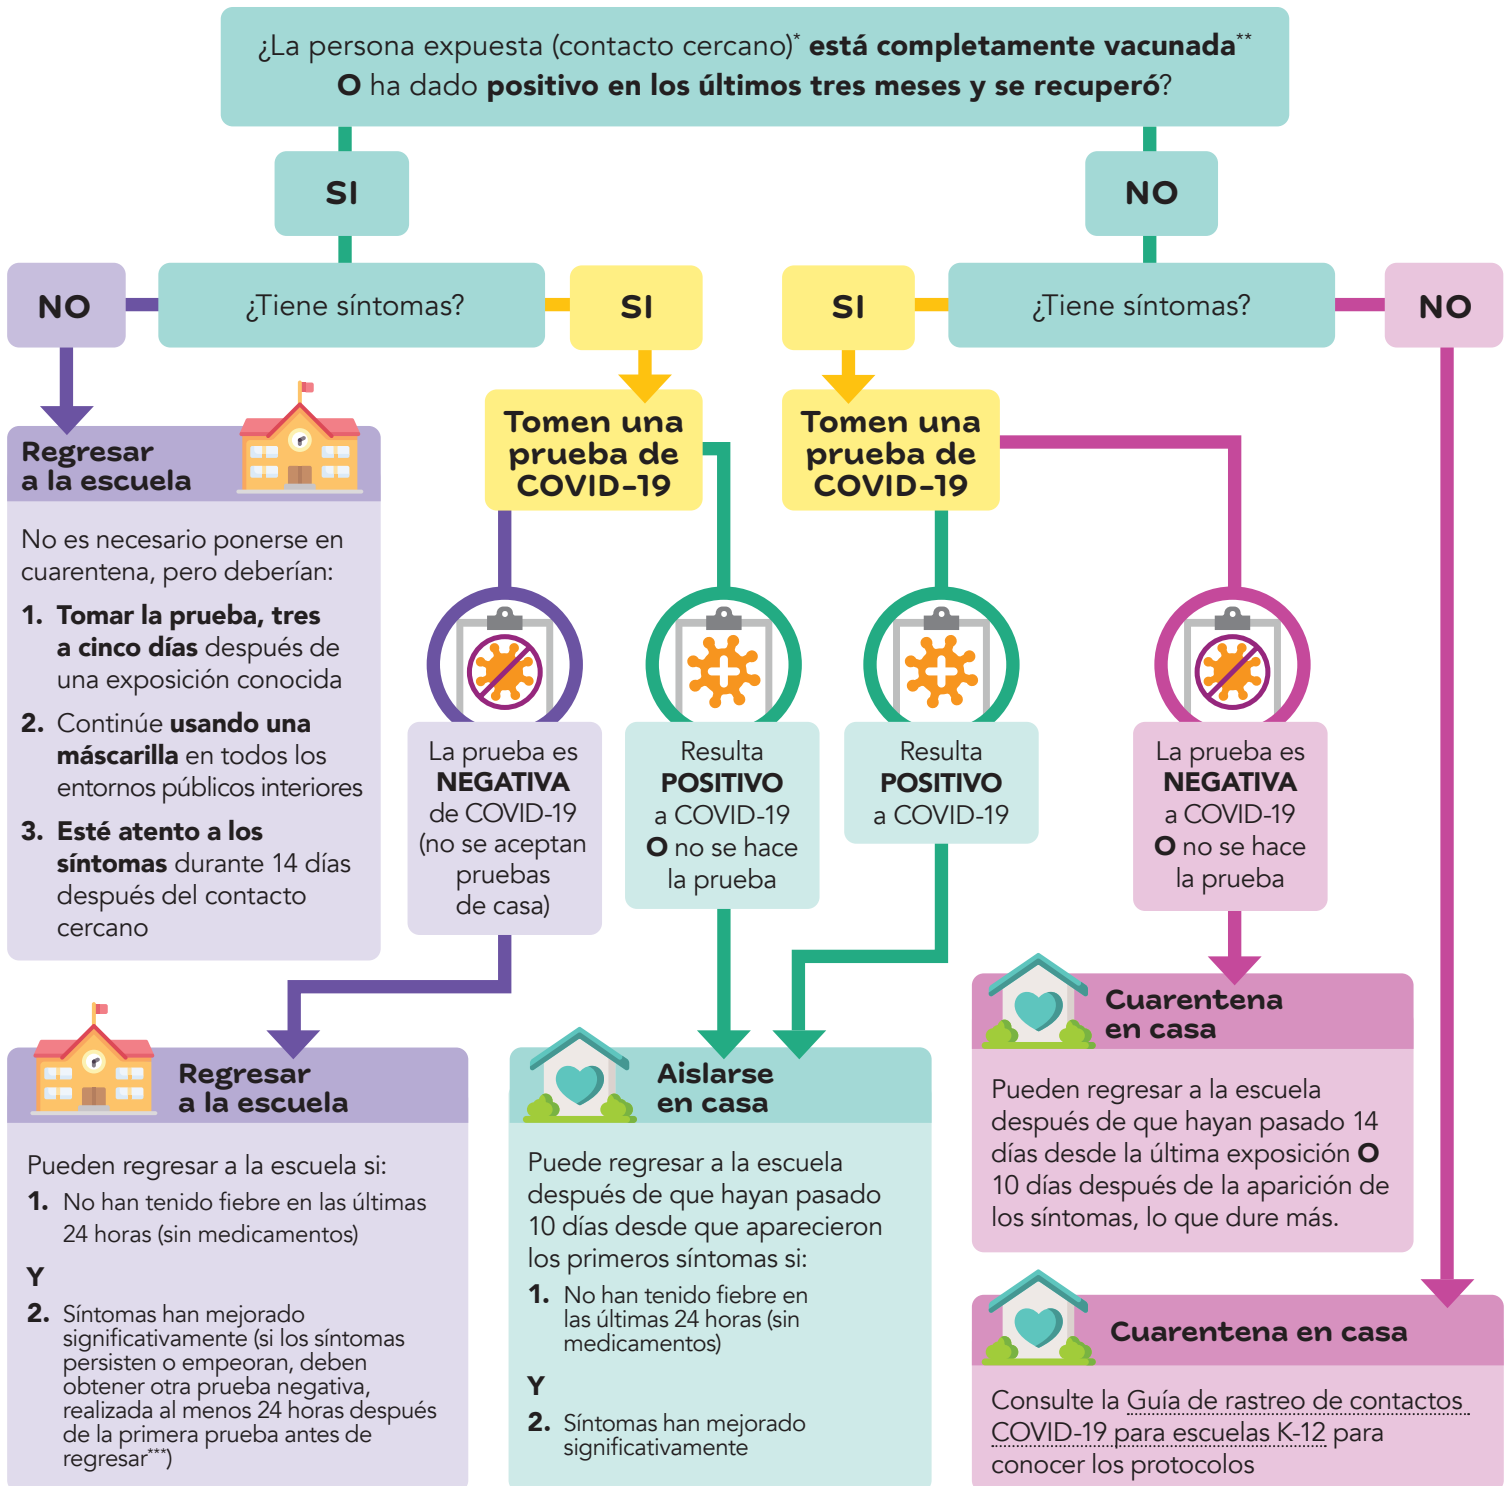 ¿La persona expuesta (contacto cercano)* está completamente vacunada**
O ha dado positivo en los últimos tres meses y se recuperó?
SI
NO
NO
¿Tiene síntomas?
SI
SI
¿Tiene síntomas?
NO
Regresar
a la escuela
No es necesario ponerse en
cuarentena, pero deberían:
1. Tomar la prueba, tres
a cinco días después de
una exposición conocida
2. Continúe usando una
máscarilla en todos los
entornos públicos interiores
3. Esté atento a los
síntomas durante 14 días
después del contacto
cercano
Tomen una
prueba de
COVID-19
Tomen una
prueba de
COVID-19
La prueba es
NEGATIVA
de COVID-19
(no se aceptan
pruebas
de casa)
Resulta
POSITIVO
a COVID-19
O no se hace
la prueba
Resulta
POSITIVO
a COVID-19
La prueba es
NEGATIVA
a COVID-19
O no se hace
la prueba
Regresar
a la escuela
Pueden regresar a la escuela si:
1. No han tenido fiebre en las últimas
24 horas (sin medicamentos)
Y
2. Síntomas han mejorado
significativamente (si los síntomas
persisten o empeoran, deben
obtener otra prueba negativa,
realizada al menos 24 horas después
de la primera prueba antes de
regresar***)
Aislarse
en casa
Puede regresar a la escuela
después de que hayan pasado
10 días desde que aparecieron
los primeros síntomas si:
1. No han tenido fiebre en
las últimas 24 horas (sin
medicamentos)
Y
2. Síntomas han mejorado
significativamente
Cuarentena
en casa
Pueden regresar a la escuela
después de que hayan pasado 14
días desde la última exposición O
10 días después de la aparición de
los síntomas, lo que dure más.
Cuarentena en casa
Consulte la Guía de rastreo de contactos
COVID-19 para escuelas K-12 para
conocer los protocolos